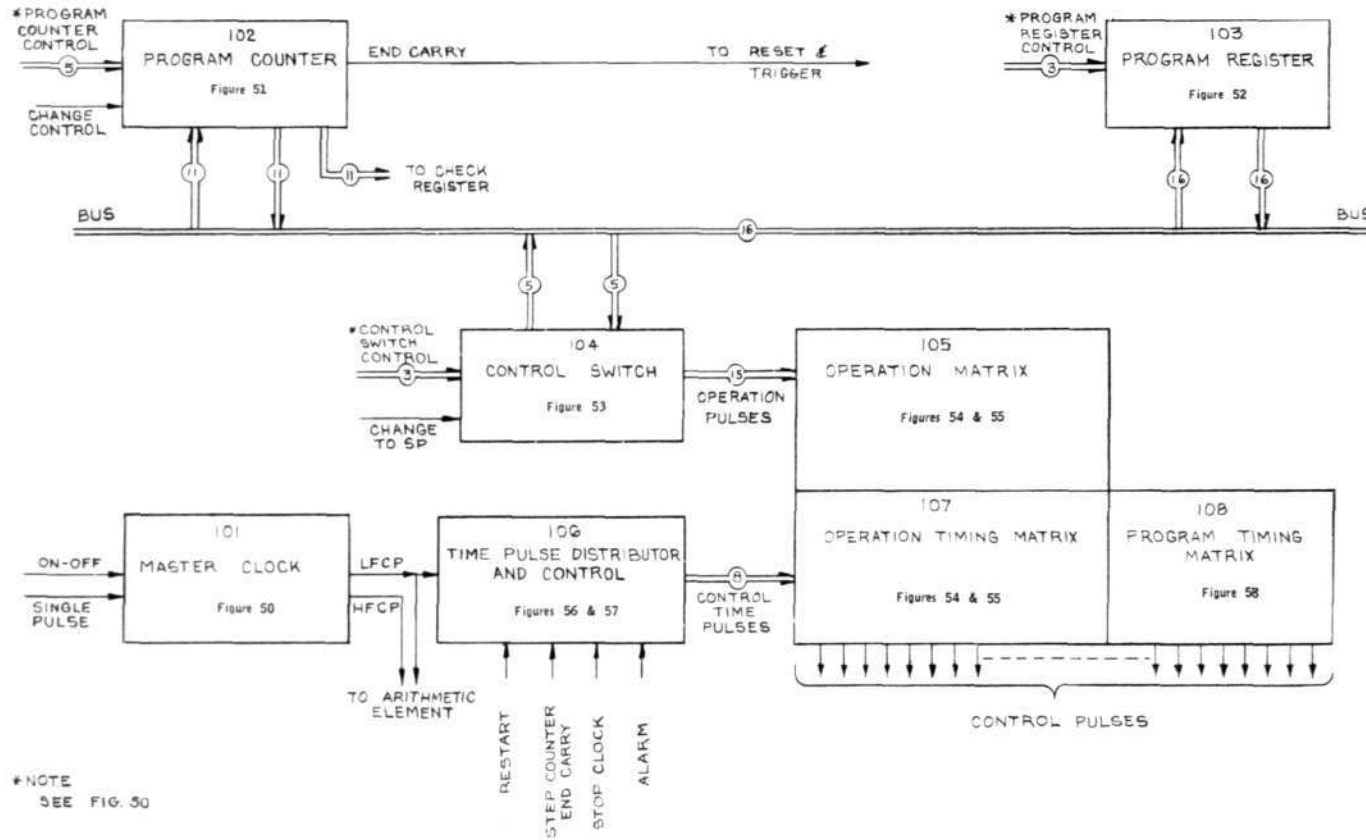 *PROGRAM
COUNTER
CONTROL
5
CHANGE
CONTROL
102
PROGRAM COUNTER
Figure 51
END CARRY
TO RESET &
TRIGGER
*PROGRAM
REGISTER
CONTROL
3
103
PROGRAM REGISTER
Figure 52
11
11
11
TO CHECK
REGISTER
16
16
BUS
16
BUS
5
5
*CONTROL
SWITCH
CONTROL
3
CHANGE
TO SP
104
CONTROL SWITCH
Figure 53
15
OPERATION
PULSES
105
OPERATION MATRIX
Figures 54 & 55
ON-OFF
SINGLE
PULSE
101
MASTER CLOCK
Figure 50
LFCP
HFCP
TO ARITHMETIC
ELEMENT
106
TIME PULSE DISTRIBUTOR
AND CONTROL
Figures 56 & 57
RESTART
STEP COUNTER
END CARRY
STOP CLOCK
ALARM
8
CONTROL
TIME
PULSES
107
OPERATION TIMING MATRIX
Figures 54 & 55
108
PROGRAM TIMING
MATRIX
Figure 58
CONTROL PULSES
*NOTE
SEE FIG. 50